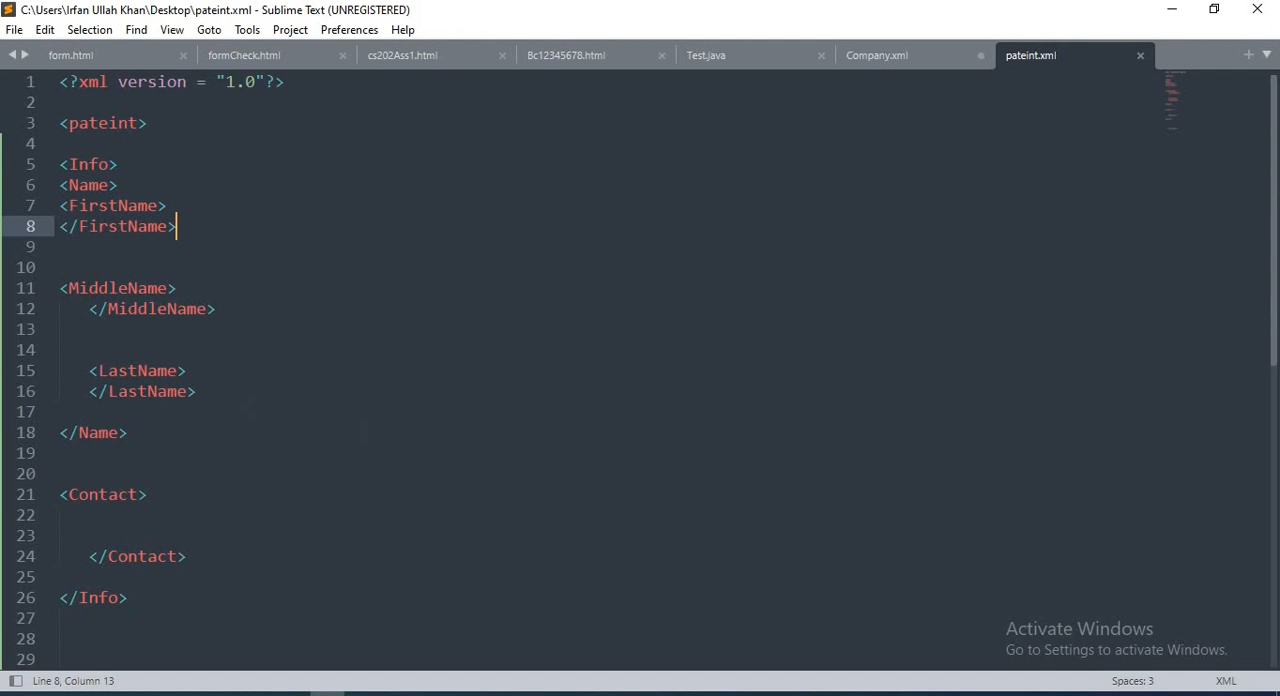 C:\Users\Irfan Ullah Khan\Desktop\pateint.xml - Sublime Text (UNREGISTERED)
File Edit Selection Find View Goto Tools Project Preferences Help
form.html formCheck.html cs202Ass1.html Bc12345678.html Test.java Company.xml pateint.xml
1 <?xml version = "1.0"?>
2
3 <pateint>
4
5 <Info>
6 <Name>
7 <FirstName>
8 </FirstName>
9
10
11 <MiddleName>
12 </MiddleName>
13
14
15 <LastName>
16 </LastName>
17
18 </Name>
19
20
21 <Contact>
22
23
24 </Contact>
25
26 </Info>
27
28
29
Activate Windows
Go to Settings to activate Windows.
Line 8, Column 13 Spaces: 3 XML